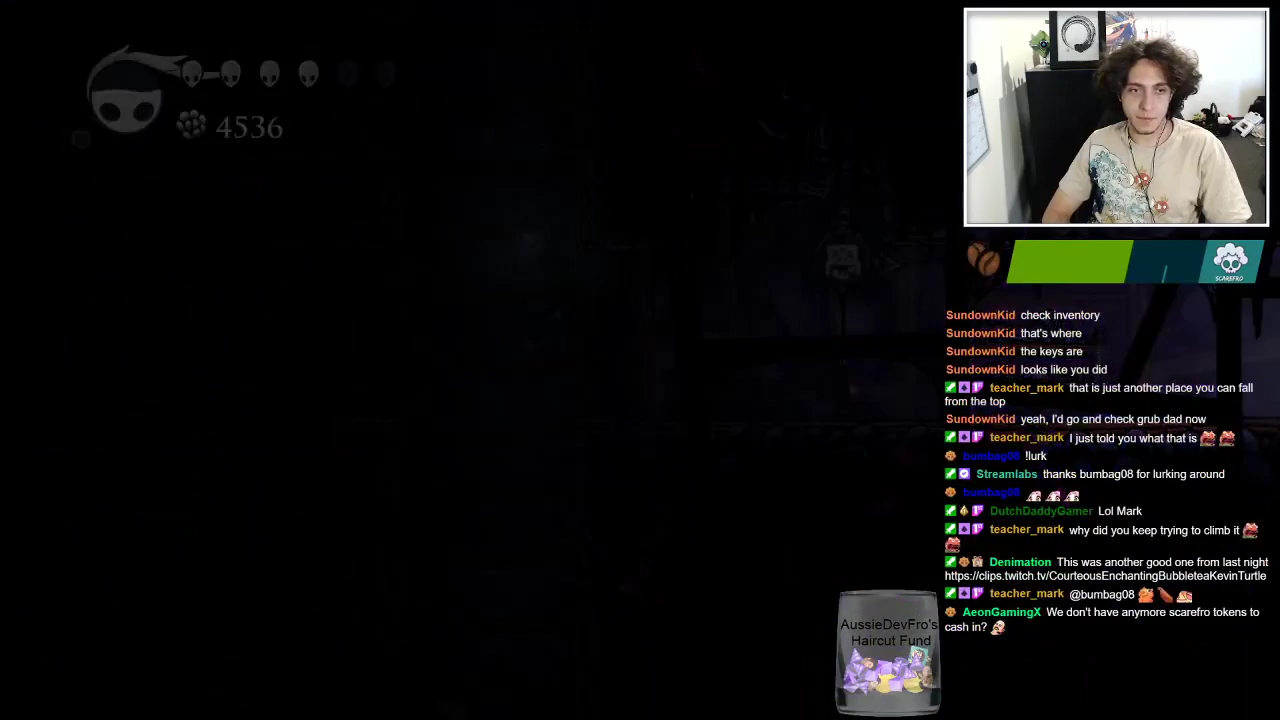 4536
SCAREFRO
SundownKid check inventory
SundownKid that's where
SundownKid the keys are
SundownKid looks like you did
teacher_mark that is just another place you can fall
from the top
SundownKid yeah, I'd go and check grub dad now
teacher_mark I just told you what that is
bumbag08 !lurk
Streamlabs thanks bumbag08 for lurking around
bumbag08
DutchDaddyGamer Lol Mark
teacher_mark why did you keep trying to climb it
Denimation This was another good one from last night
https://clips.twitch.tv/CourteousEnchantingBubbleteaKevinTurtle
teacher_mark @bumbag08
AeonGamingX We don't have anymore scarefro tokens to
cash in?
AussieDevFro's
Haircut Fund